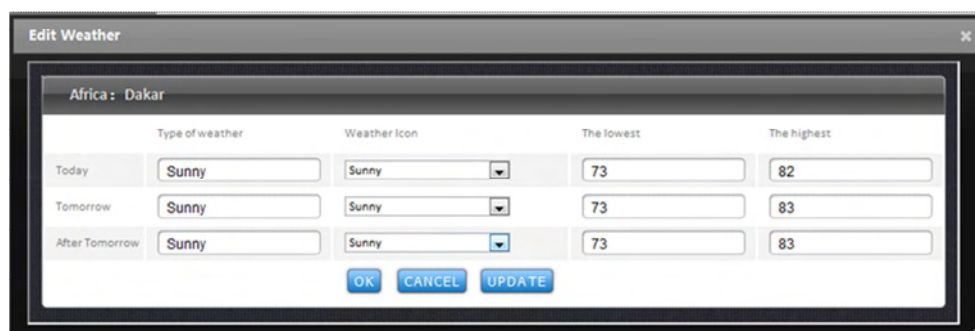 Edit Weather
Africa: Dakar
Type of weather Weather Icon The lowest The highest
Today Sunny Sunny 73 82
Tomorrow Sunny Sunny 73 83
After Tomorrow Sunny Sunny 73 83
OK CANCEL UPDATE